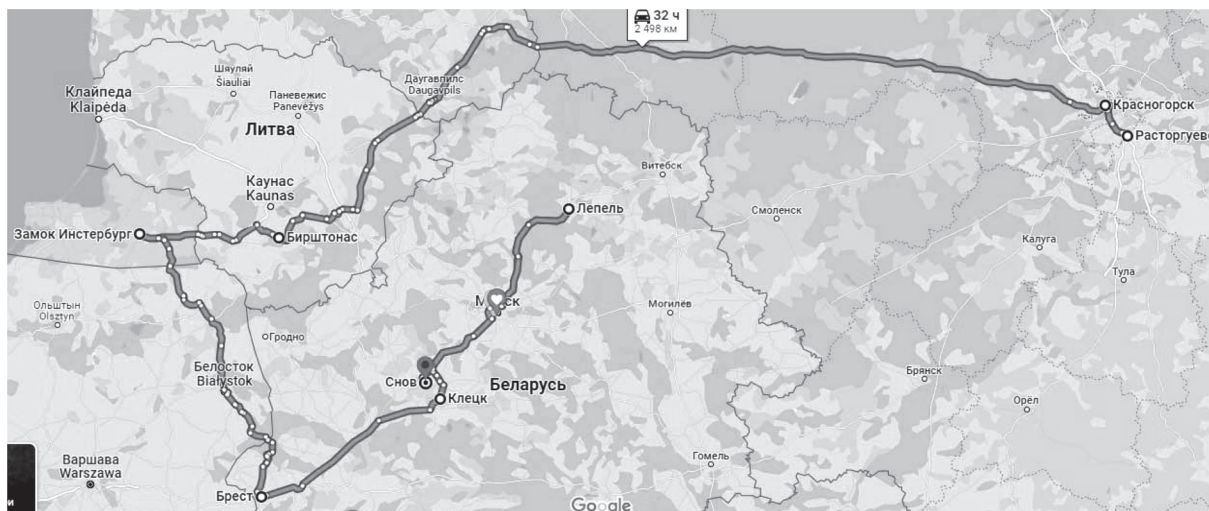 32 ч
2 498 км
Шяуляй
Šiauliai
Даугавпилс
Daugavpils
Клайпеда
Klaipėda
Паневежис
Panevėžys
Красногорск
Литва
Расторгуево
Витебск
Каунас
Kaunas
Лепель
Смоленск
Замок Инстербург
Бирштонас
Калуга
Тула
Ольштын
Olsztyn
Могилёв
Гродно
Белосток
Białystok
Снов
Беларусь
Брянск
Клецк
Орёл
Варшава
Warszawa
Гомель
Брест
и
Google